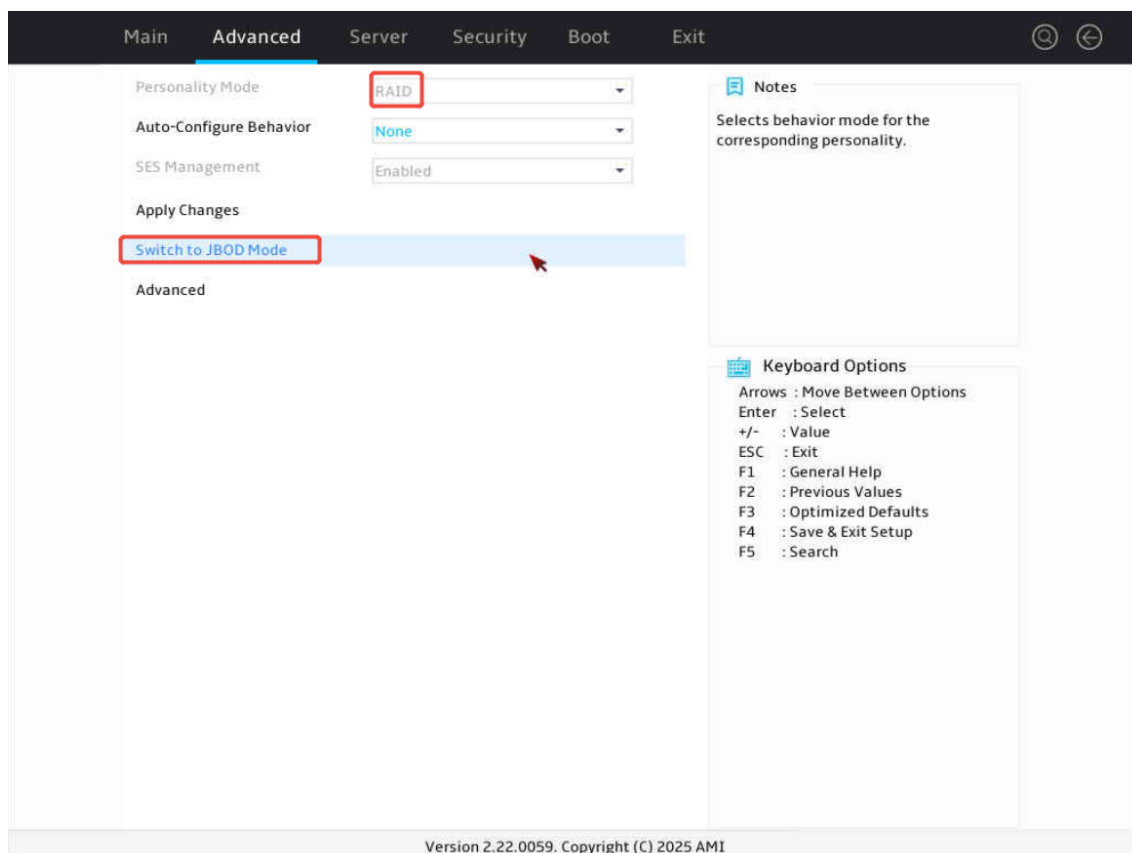 Main Advanced Server Security Boot Exit
Personality Mode RAID
Auto-Configure Behavior None
SES Management Enabled
Apply Changes
Switch to JBOD Mode
Advanced
Notes
Selects behavior mode for the
corresponding personality.
Keyboard Options
Arrows : Move Between Options
Enter : Select
+/- : Value
ESC : Exit
F1 : General Help
F2 : Previous Values
F3 : Optimized Defaults
F4 : Save & Exit Setup
F5 : Search
Version 2.22.0059. Copyright (C) 2025 AMI